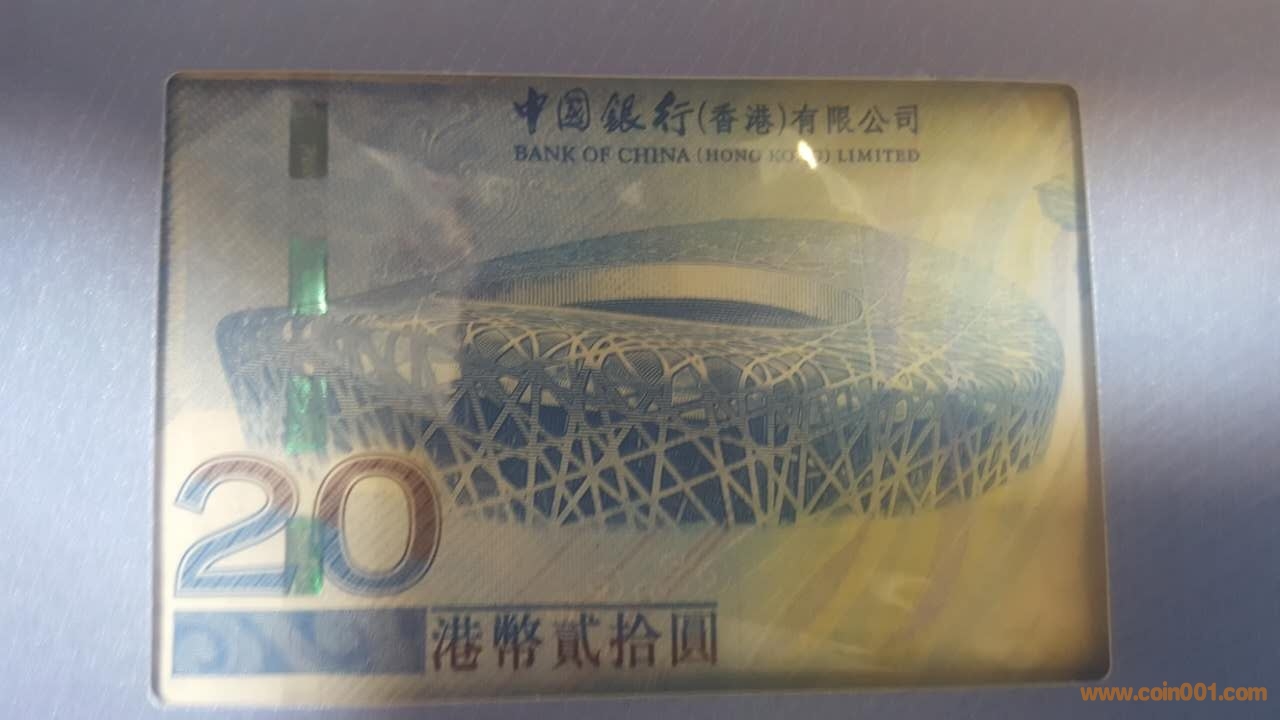 中國銀行(香港)有限公司
BANK OF CHINA (HONG KONG) LIMITED
20
港幣貳拾圓
www.coin001.com